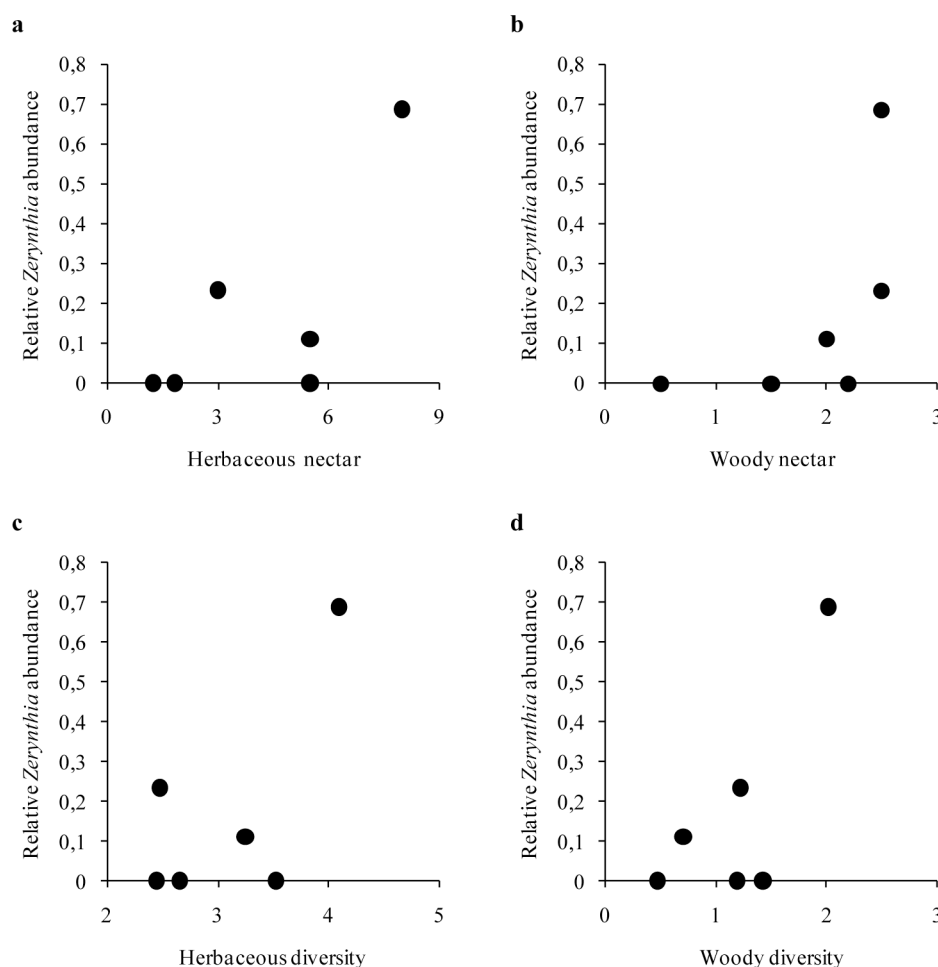 a
0,8
0,7
0,6
0,5
0,4
0,3
0,2
0,1
0
Relative Zerynthia abundance
0 3 6 9
Herbaceous nectar
b
0,8
0,7
0,6
0,5
0,4
0,3
0,2
0,1
0
Relative Zerynthia abundance
0 1 2 3
Woody nectar
c
0,8
0,7
0,6
0,5
0,4
0,3
0,2
0,1
0
Relative Zerynthia abundance
2 3 4 5
Herbaceous diversity
d
0,8
0,7
0,6
0,5
0,4
0,3
0,2
0,1
0
Relative Zerynthia abundance
0 1 2 3
Woody diversity